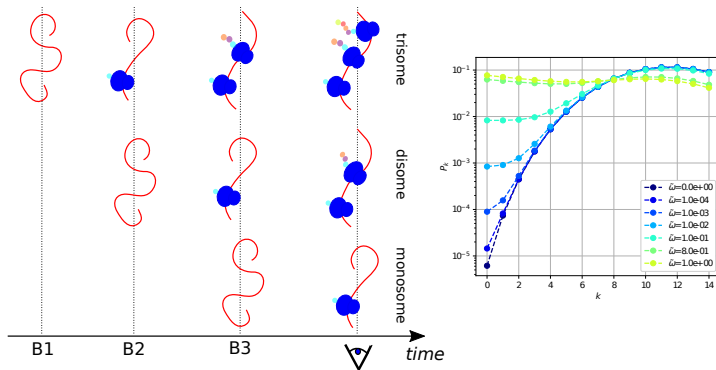 trisome
disome
monosome
B1
B2
B3
time
P_k
10^{-1}
10^{-2}
10^{-3}
10^{-4}
10^{-5}
ω̃=0.0e+00
ω̃=1.0e-04
ω̃=1.0e-03
ω̃=1.0e-02
ω̃=1.0e-01
ω̃=8.0e-01
ω̃=1.0e+00
0 2 4 6 8 10 12 14
k